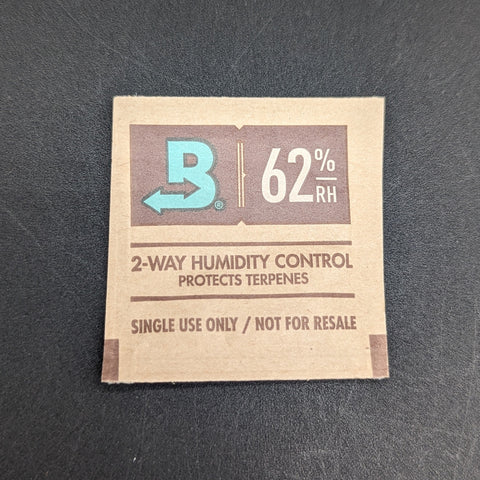 B®
62%
RH
2-WAY HUMIDITY CONTROL
PROTECTS TERPENES
SINGLE USE ONLY / NOT FOR RESALE